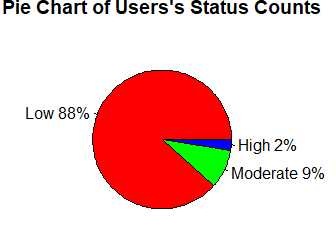 Pie Chart of Users's Status Counts
Low 88%
High 2%
Moderate 9%